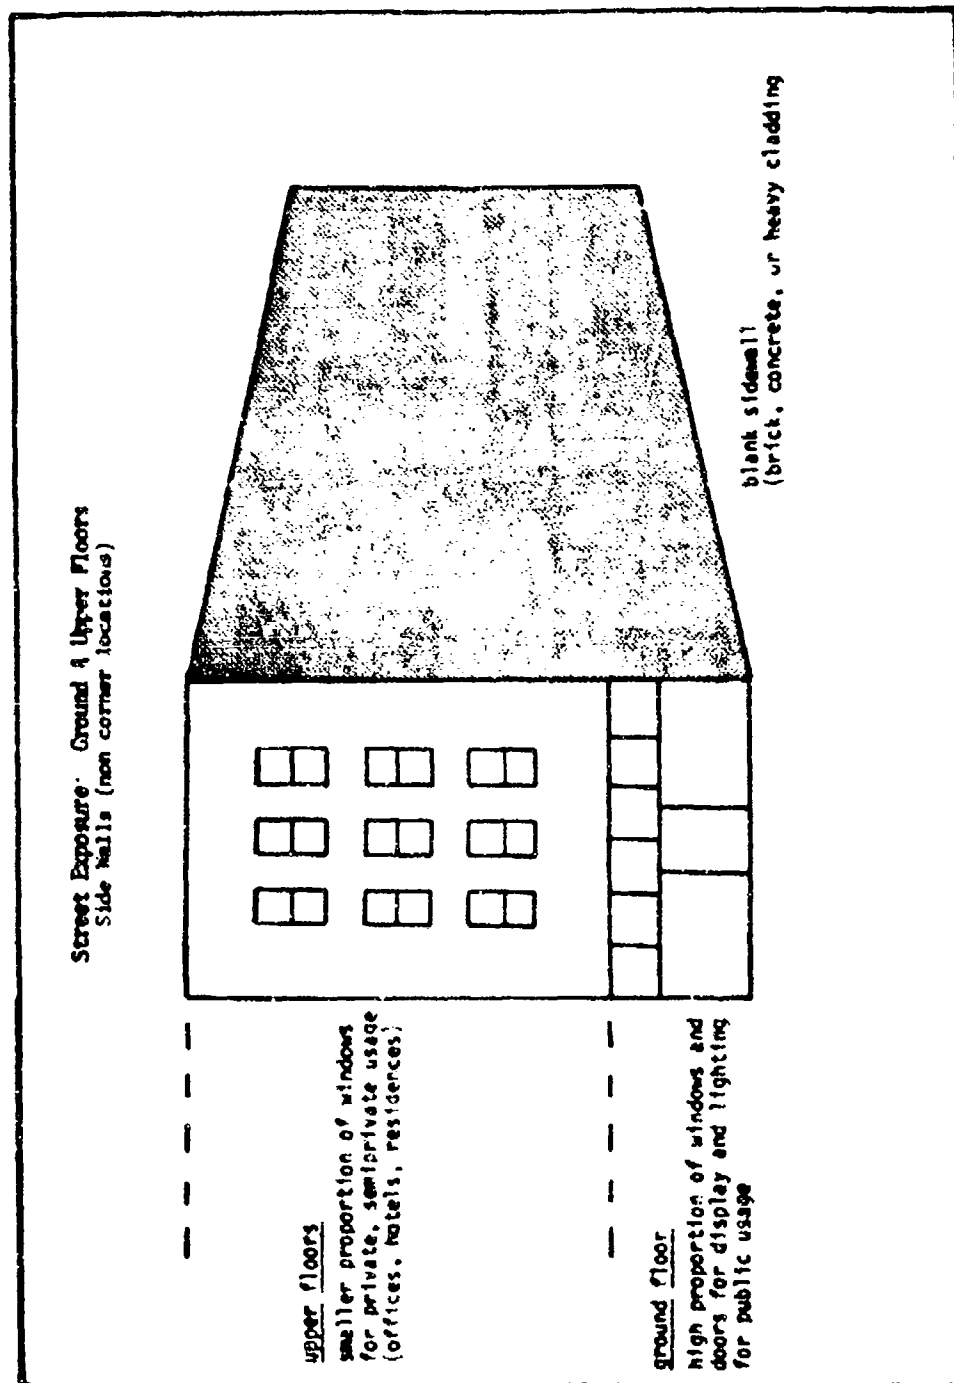 Street Exposure: Ground & Upper Floors
Side Walls (non corner locations)
upper floors
smaller proportion of windows
for private, semiprivate usage
(offices, hotels, residences)
ground floor
high proportion of windows and
doors for display and lighting
for public usage
blank sidewall
(brick, concrete, or heavy cladding